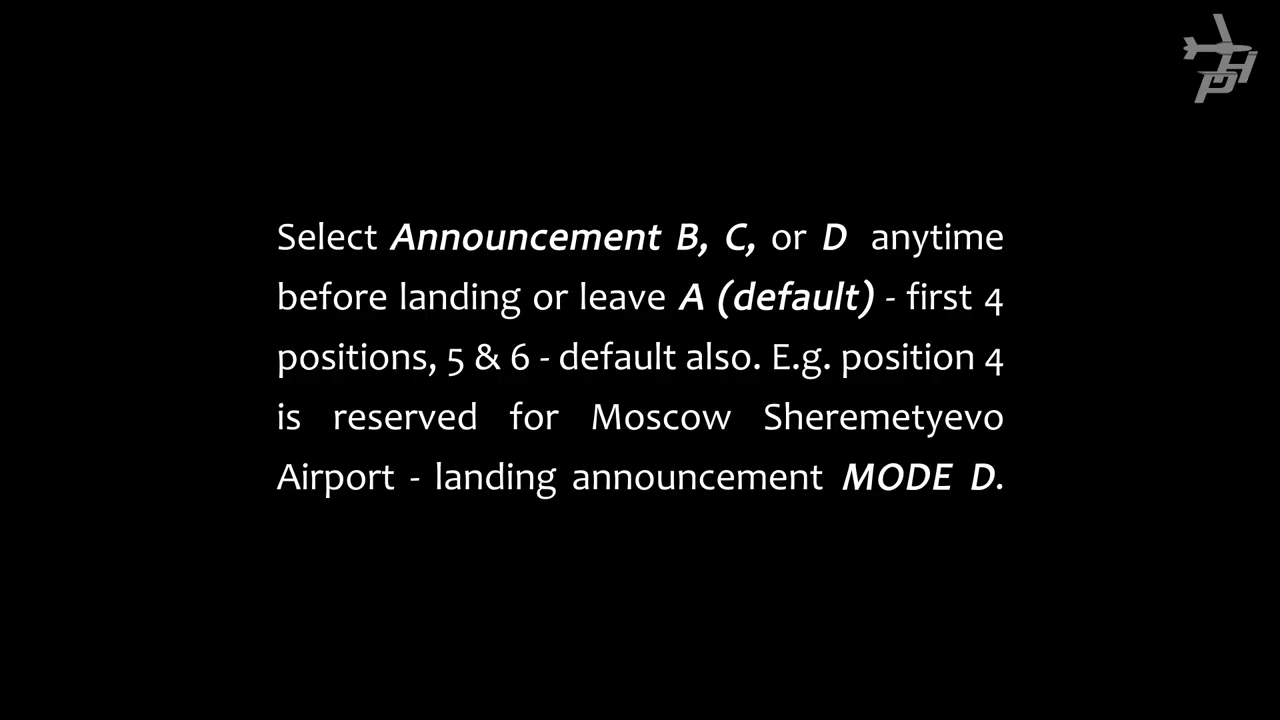 Select Announcement B, C, or D anytime
before landing or leave A (default) - first 4
positions, 5 & 6 - default also. E.g. position 4
is reserved for Moscow Sheremetyevo
Airport - landing announcement MODE D.